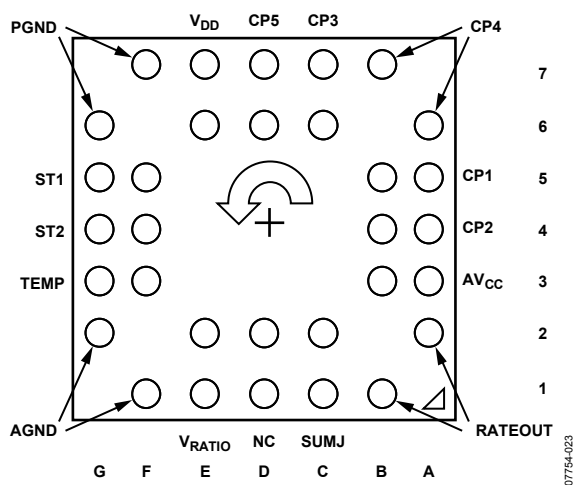 PGND
VDD CP5 CP3
CP4
7
6
ST1
CP1
5
ST2
CP2
4
TEMP
AVCC
3
2
1
AGND
RATEOUT
VRATIO NC SUMJ
G F E D C B A
07754-023